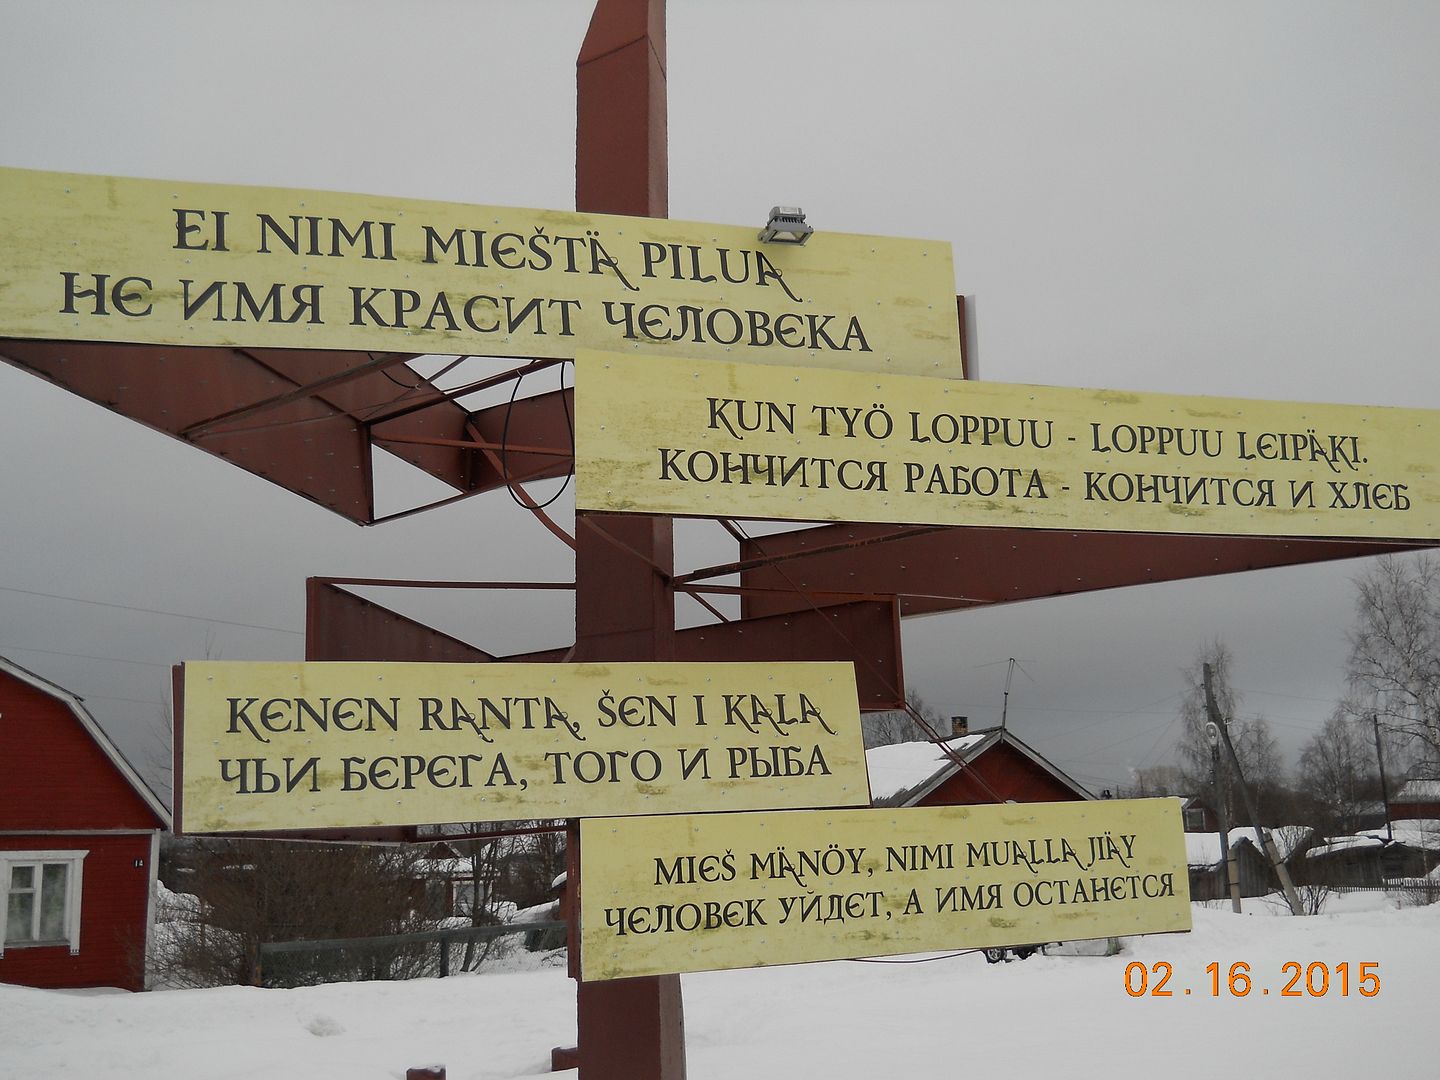 EI NIMI MIEŠTÄ PILUA
НЕ ИМЯ КРАСИТ ЧЕЛОВЕКА
KUN TYÖ LOPPUU - LOPPUU LEIPÄKI.
КОНЧИТСЯ РАБОТА - КОНЧИТСЯ И ХЛЕБ
KENEN RANTA, ŠEN I KALA
ЧЬИ БЕРЕГА, ТОГО И РЫБА
MIEŠ MÄNÖY, NIMI MUALLA JIÄY
ЧЕЛОВЕК УЙДЕТ, А ИМЯ ОСТАНЕТСЯ
14
02.16.2015